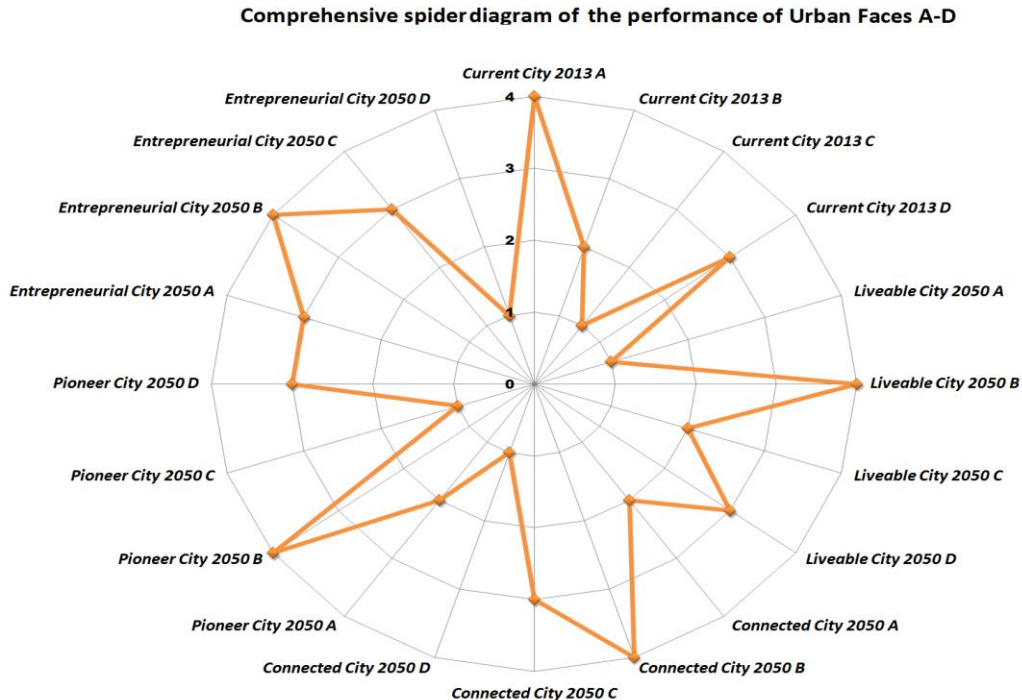 Comprehensive spiderdiagram of the performance of Urban Faces A-D
Current City 2013 A
Current City 2013 B
Current City 2013 C
Current City 2013 D
Liveable City 2050 A
Liveable City 2050 B
Liveable City 2050 C
Liveable City 2050 D
Connected City 2050 A
Connected City 2050 B
Connected City 2050 C
Connected City 2050 D
Pioneer City 2050 A
Pioneer City 2050 B
Pioneer City 2050 C
Pioneer City 2050 D
Entrepreneurial City 2050 A
Entrepreneurial City 2050 B
Entrepreneurial City 2050 C
Entrepreneurial City 2050 D
4
3
2
1
0